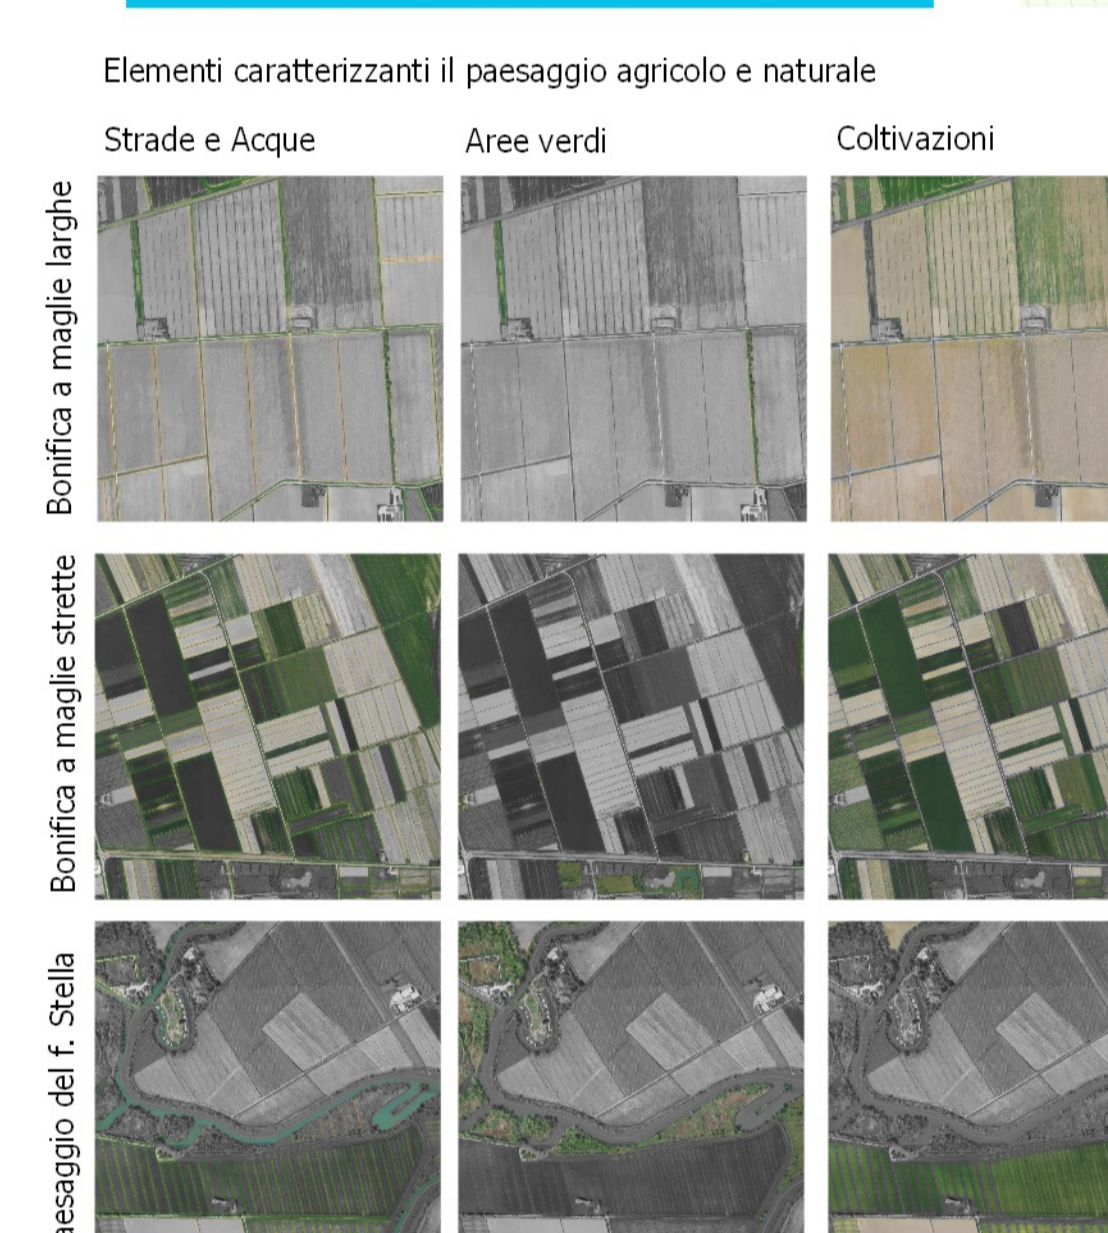 Elementi caratterizzanti il paesaggio agricolo e naturale
Strade e Acque
Aree verdi
Coltivazioni
Bonifica a maglie larghe
Bonifica a maglie strette
del f. Stella